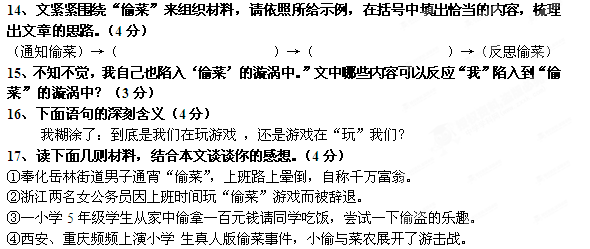 14、文紧紧围绕“偷菜”来组织材料，请依照所给示例，在括号中填出恰当的内容，梳理
出文章的思路。（4分）
（通知偷菜）→（                    ）→（                    ）→（反思偷菜）
15、不知不觉，我自己也陷入‘偷菜’的漩涡中。”文中哪些内容可以反应“我”陷入到“偷
菜”的漩涡中？（3分）
16、下面语句的深刻含义（4分）
我糊涂了：到底是我们在玩游戏 ，还是游戏在“玩”我们？
17、读下面几则材料，结合本文谈谈你的感想。（4分）
①奉化岳林街道男子通宵“偷菜”，上班路上晕倒，自称千万富翁。
②浙江两名女公务员因上班时间玩“偷菜”游戏而被辞退。
③一小学5年级学生从家中偷拿一百元钱请同学吃饭，尝试一下偷盗的乐趣。
④西安、重庆频频上演小学 生真人版偷菜事件，小偷与菜农展开了游击战。